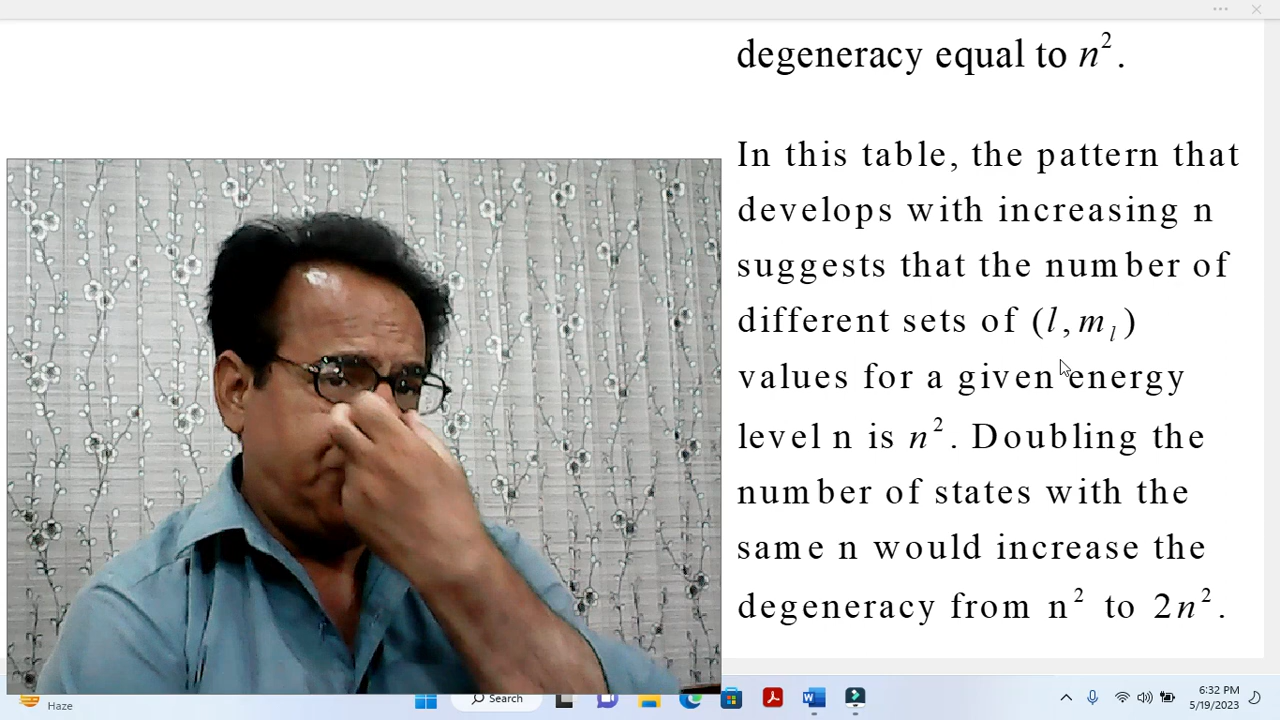 degeneracy equal to n².
In this table, the pattern that
develops with increasing n
suggests that the number of
different sets of (l, mₗ)
values for a given energy
level n is n². Doubling the
number of states with the
same n would increase the
degeneracy from n² to 2n².
Search
6:32 PM
Haze
5/19/2023